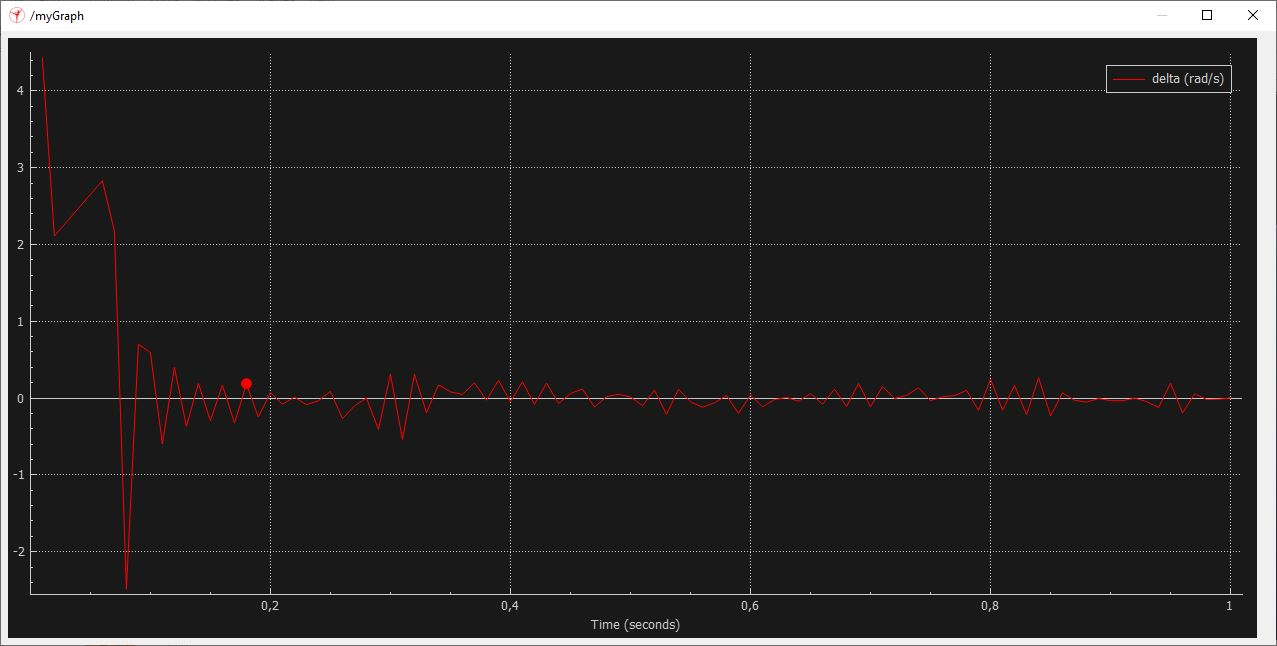 /myGraph
delta (rad/s)
4
3
2
1
0
-1
-2
0,2 0,4 0,6 0,8 1
Time (seconds)